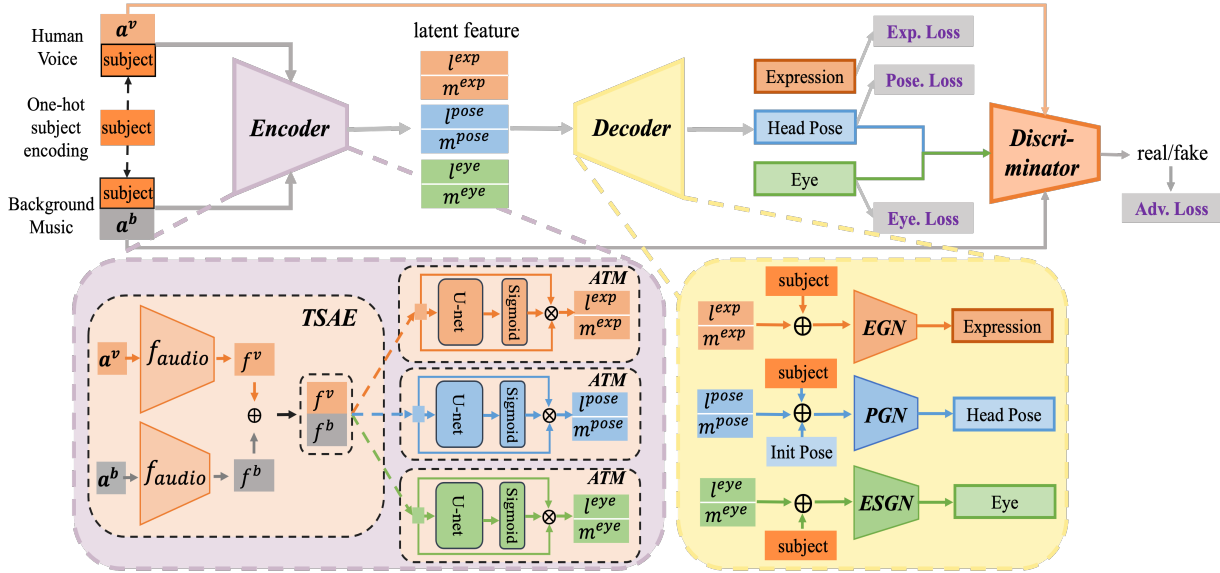 Human
Voice
a^v
subject
One-hot
subject
encoding
subject
Background
Music
subject
a^b
Encoder
latent feature
l^exp
m^exp
l^pose
m^pose
l^eye
m^eye
Decoder
Expression
Head Pose
Eye
Exp. Loss
Pose. Loss
Eye. Loss
Discri-
minator
real/fake
Adv. Loss
TSAE
a^v
f_audio
f^v
⊕
a^b
f_audio
f^b
f^v
f^b
ATM
U-net
Sigmoid
⊗
l^exp
m^exp
ATM
U-net
Sigmoid
⊗
l^pose
m^pose
ATM
U-net
Sigmoid
⊗
l^eye
m^eye
subject
l^exp
m^exp
⊕
EGN
Expression
subject
l^pose
m^pose
⊕
Init Pose
PGN
Head Pose
l^eye
m^eye
⊕
subject
ESGN
Eye